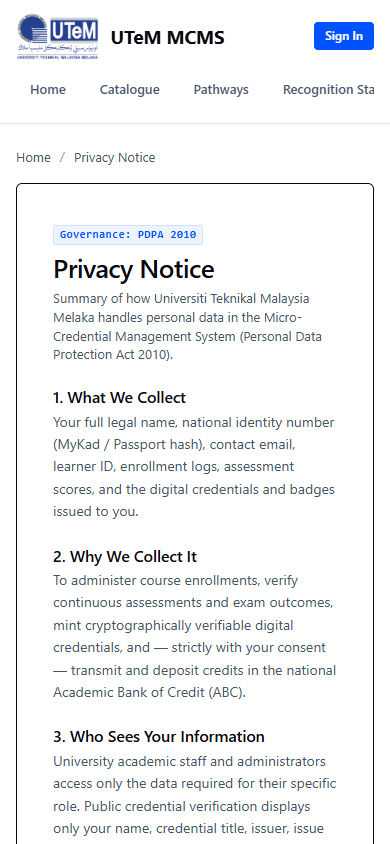 UTeM
UNIVERSITI TEKNIKAL MALAYSIA MELAKA
UTeM MCMS
Sign In
Home
Catalogue
Pathways
Recognition Sta
Home / Privacy Notice
Governance: PDPA 2010
Privacy Notice
Summary of how Universiti Teknikal Malaysia
Melaka handles personal data in the Micro-
Credential Management System (Personal Data
Protection Act 2010).
1. What We Collect
Your full legal name, national identity number
(MyKad / Passport hash), contact email,
learner ID, enrollment logs, assessment
scores, and the digital credentials and badges
issued to you.
2. Why We Collect It
To administer course enrollments, verify
continuous assessments and exam outcomes,
mint cryptographically verifiable digital
credentials, and — strictly with your consent
— transmit and deposit credits in the national
Academic Bank of Credit (ABC).
3. Who Sees Your Information
University academic staff and administrators
access only the data required for their specific
role. Public credential verification displays
only your name, credential title, issuer, issue